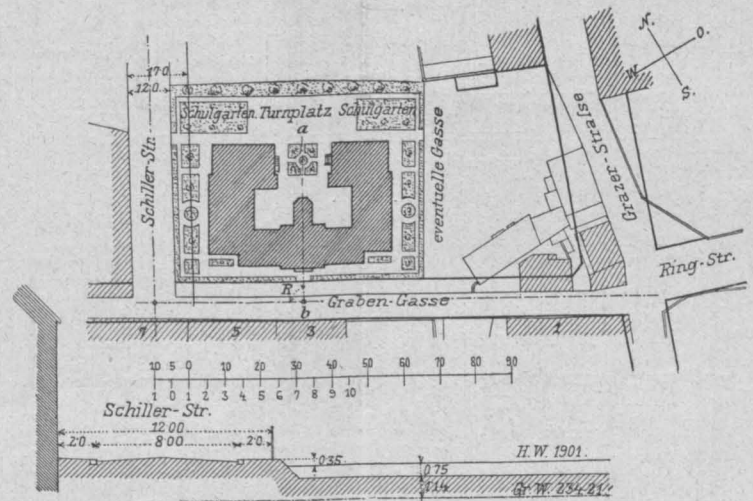 N.
O.
W.
S.
17·0
12·0
Schulgarten. Turnplatz Schulgarten
a
Schiller-Str.
eventuelle Gasse
Grazer-Straße
Ring-Str.
R.
Graben-Gasse
b
7 5 3 1
10 5 0 10 20 30 40 50 60 70 80 90
1 0 1 2 3 4 5 6 7 8 9 10
Schiller-Str.
12·00
2·0 8·00 2·0
0·35
H.W. 1901.
0·75
1·14
Gr. W. 234·21.